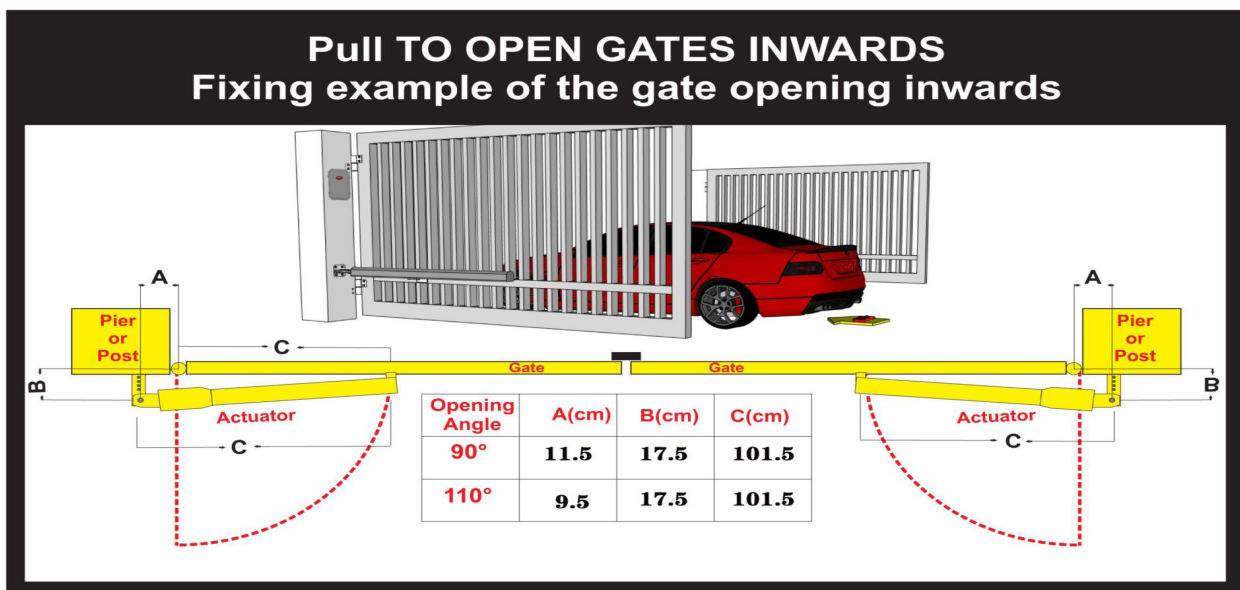 Pull TO OPEN GATES INWARDS
Fixing example of the gate opening inwards
A
A
Pier
or
Post
Pier
or
Post
C
B
Gate
Gate
B
Actuator
Actuator
C
C
Opening Angle A(cm) B(cm) C(cm)
90° 11.5 17.5 101.5
110° 9.5 17.5 101.5